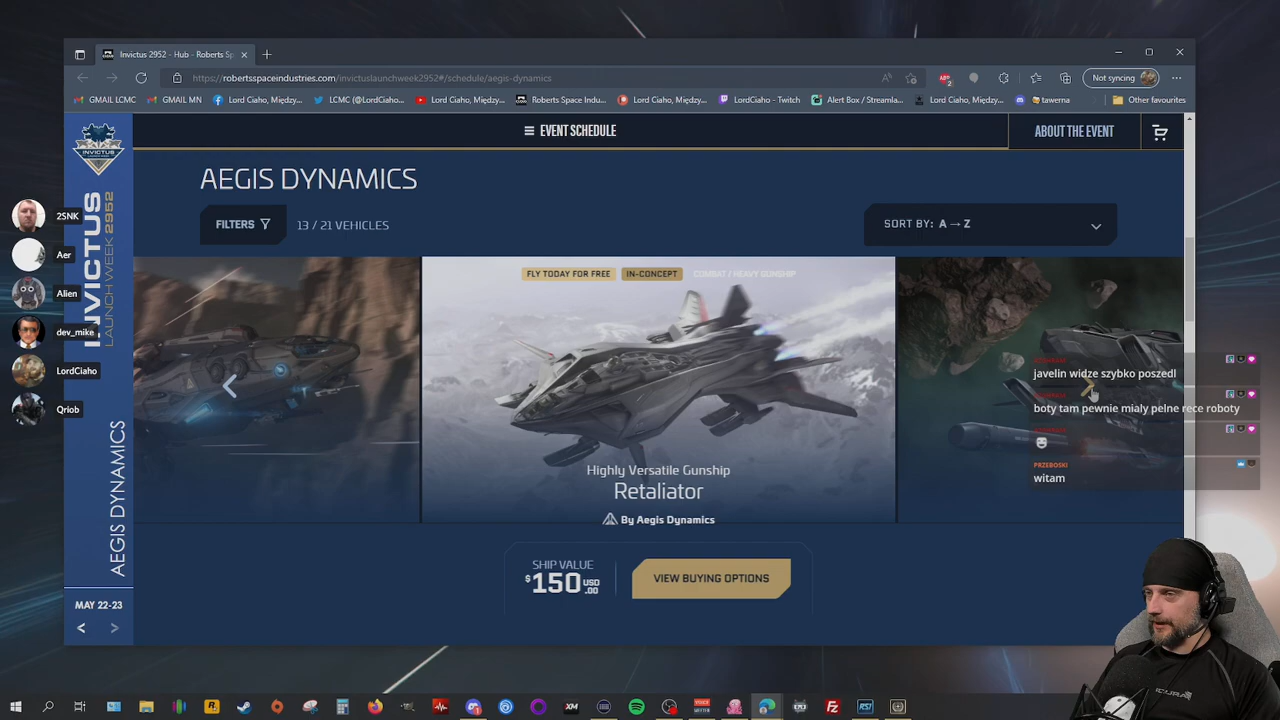 Invictus 2952 - Hub - Roberts Sp
https://robertsspaceindustries.com/invictuslaunchweek2952#/schedule/aegis-dynamics
Not syncing
GMAIL LCMC
GMAIL MN
Lord Ciaho, Między...
LCMC (@LordCiaho...
Lord Ciaho, Między...
Roberts Space Indu...
Lord Ciaho, Między...
LordCiaho - Twitch
Alert Box / Streamla...
Lord Ciaho, Między...
tawerna
Other favourites
INVICTUS
EVENT SCHEDULE
ABOUT THE EVENT
INVICTUS
LAUNCH WEEK 2952
AEGIS DYNAMICS
MAY 22-23
2SNK
Aer
Alien
dev_mike
LordCiaho
Qriob
AEGIS DYNAMICS
FILTERS
13 / 21 VEHICLES
SORT BY: A → Z
FLY TODAY FOR FREE
IN-CONCEPT
COMBAT / HEAVY GUNSHIP
Highly Versatile Gunship
Retaliator
By Aegis Dynamics
SHIP VALUE
$150 USD .00
VIEW BUYING OPTIONS
javelin widze szybko poszedl
boty tam pewnie mialy pelne rece roboty
PRZEBOSKI
witam